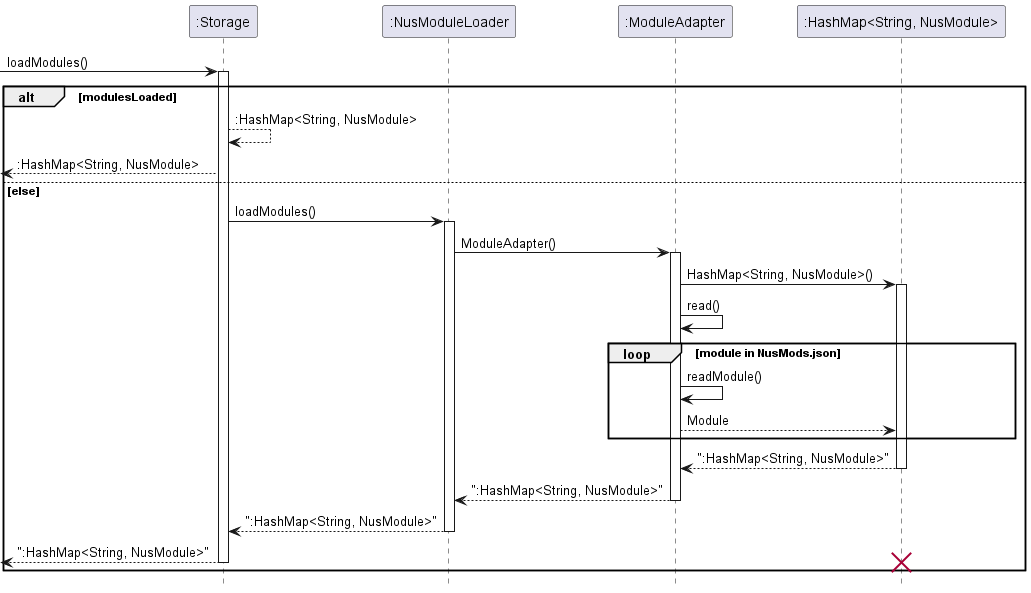 :Storage :NusModuleLoader :ModuleAdapter :HashMap<String, NusModule>
loadModules()
alt [modulesLoaded]
:HashMap<String, NusModule>
:HashMap<String, NusModule>
[else]
loadModules()
ModuleAdapter()
HashMap<String, NusModule>()
read()
loop [module in NusMods.json]
readModule()
Module
":HashMap<String, NusModule>"
":HashMap<String, NusModule>"
":HashMap<String, NusModule>"
":HashMap<String, NusModule>"